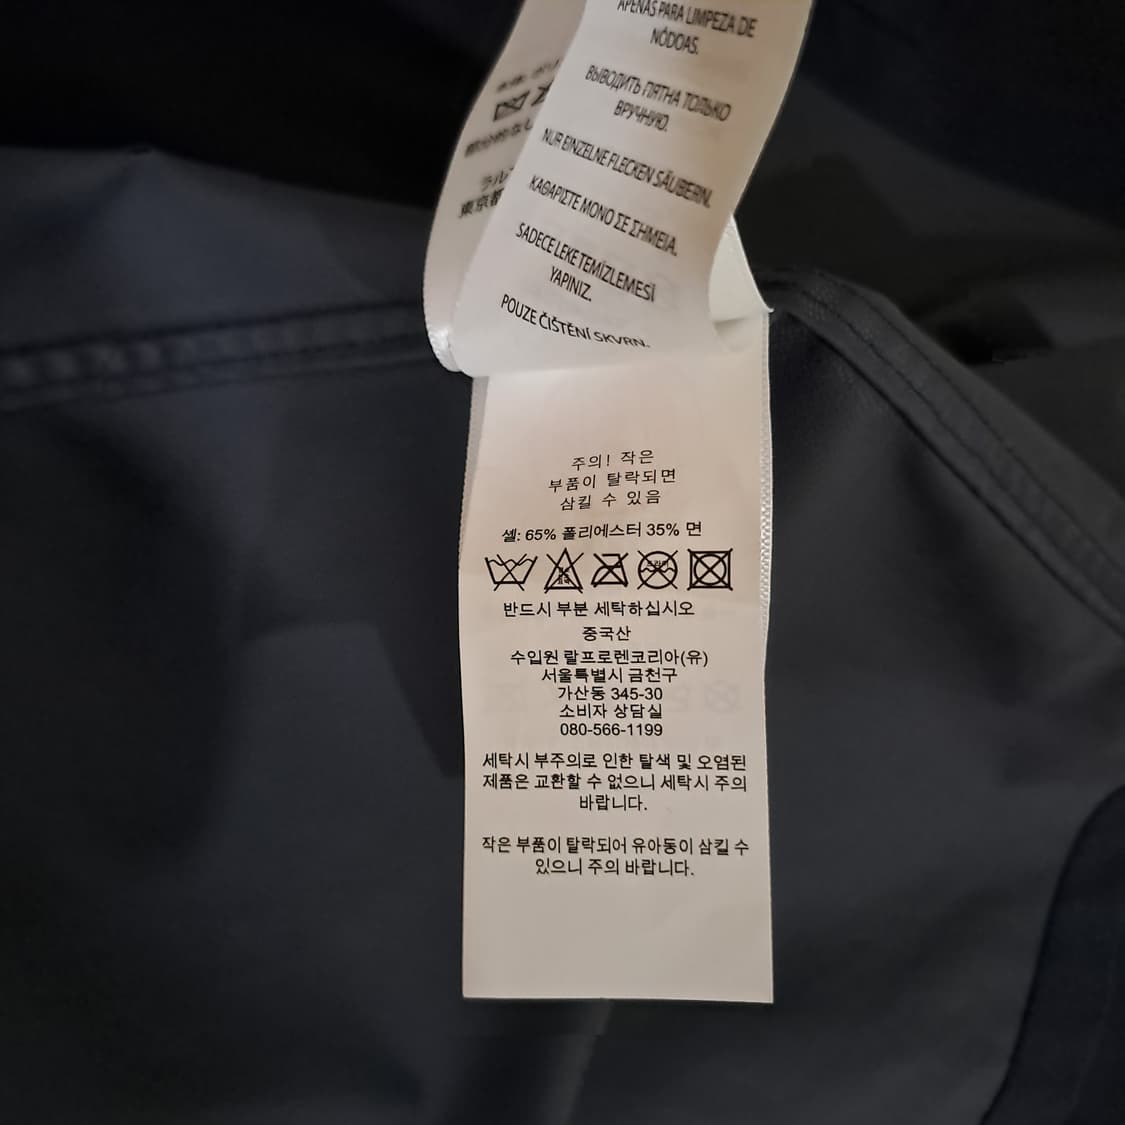 APENAS PARA LIMPEZA DE
NÓDOAS.
ВЫВОДИТЬ ПЯТНА ТОЛЬКО
ВРУЧНУЮ.
NUR EINZELNE FLECKEN SÄUBERN.
ΚΑΘΑΡΙΣΤΕ ΜΟΝΟ ΣΕ ΣΗΜΕΙΑ.
SADECE LEKE TEMİZLEMESİ
YAPINIZ.
POUZE ČIŠTĚNÍ SKVRN.
東京都
주의! 작은
부품이 탈락되면
삼킬 수 있음
셸: 65% 폴리에스터 35% 면
반드시 부분 세탁하십시오
중국산
수입원 랄프로렌코리아(유)
서울특별시 금천구
가산동 345-30
소비자 상담실
080-566-1199
세탁시 부주의로 인한 탈색 및 오염된
제품은 교환할 수 없으니 세탁시 주의
바랍니다.
작은 부품이 탈락되어 유아동이 삼킬 수
있으니 주의 바랍니다.